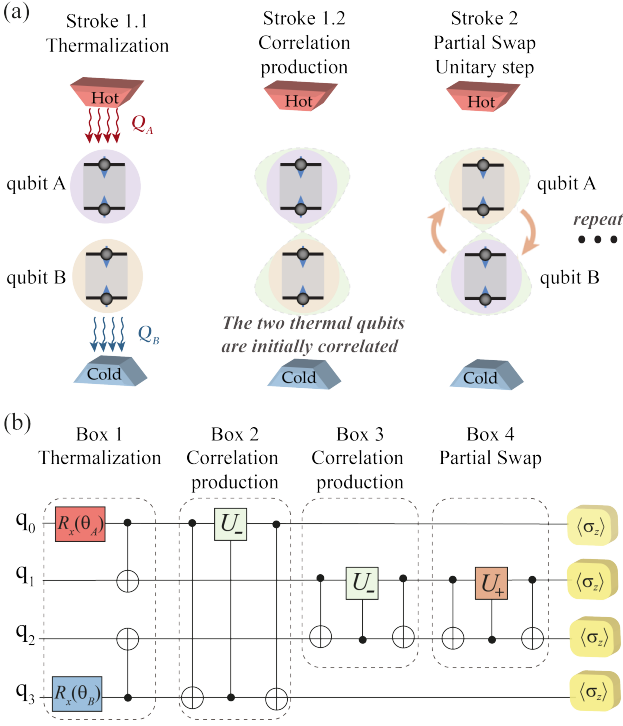 (a)
Stroke 1.1
Thermalization
Stroke 1.2
Correlation
production
Stroke 2
Partial Swap
Unitary step
Hot
Hot
Hot
Q_A
qubit A
qubit A
repeat
qubit B
qubit B
Q_B
The two thermal qubits
are initially correlated
Cold
Cold
Cold
(b)
Box 1
Thermalization
Box 2
Correlation
production
Box 3
Correlation
production
Box 4
Partial Swap
q₀ R_x(θ_A) U₋ ⟨σ_z⟩
q₁ U₋ U₊ ⟨σ_z⟩
q₂ ⟨σ_z⟩
q₃ R_x(θ_B) ⟨σ_z⟩